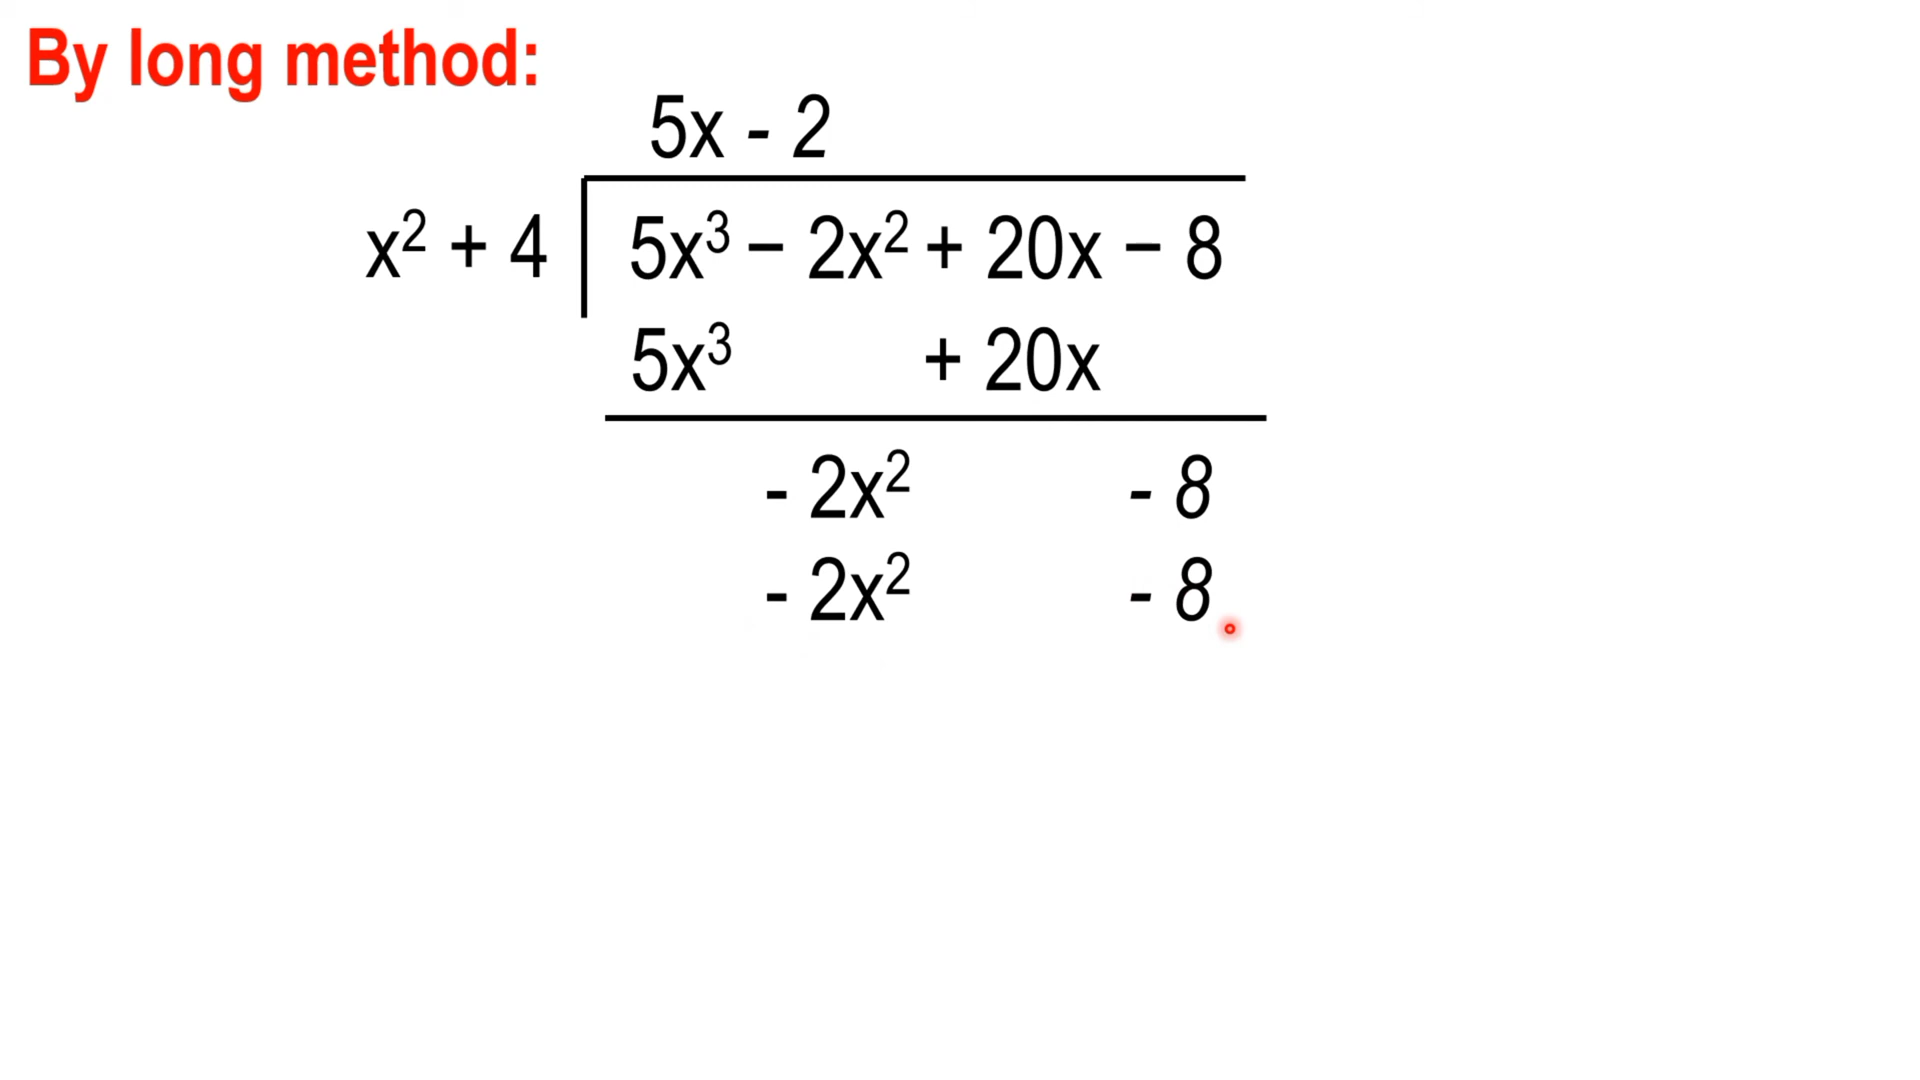 By long method:
5x - 2
x² + 4 5x³ – 2x² + 20x – 8
5x³ + 20x
- 2x² - 8
- 2x² - 8